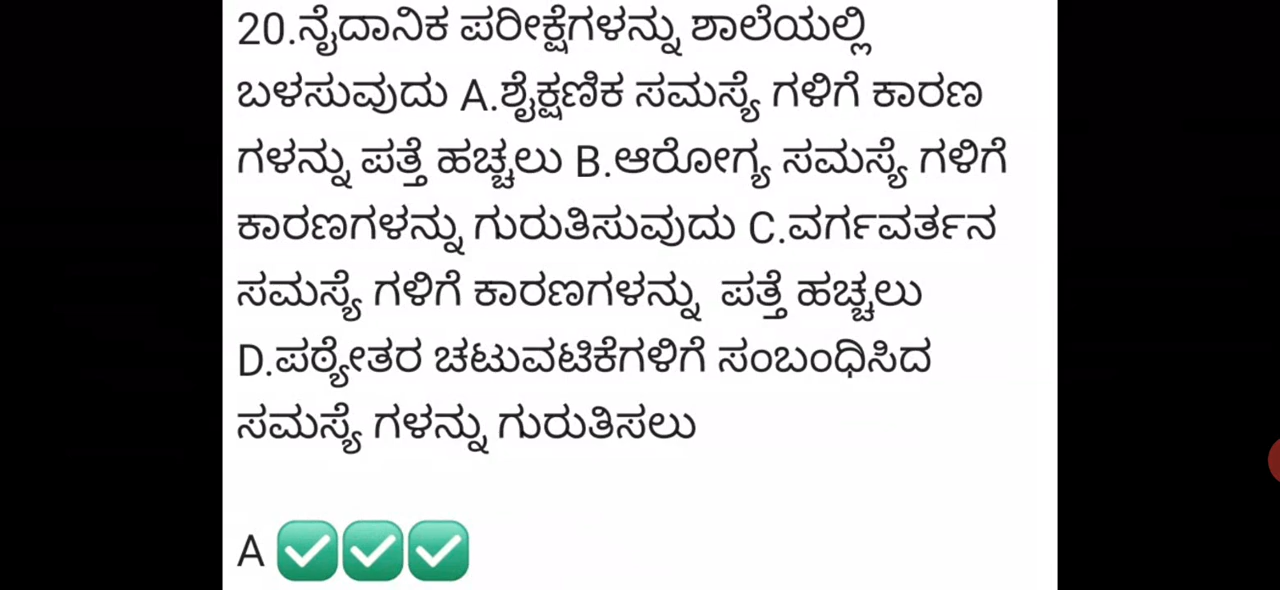 20.ನೈದಾನಿಕ ಪರೀಕ್ಷೆಗಳನ್ನು ಶಾಲೆಯಲ್ಲಿ
ಬಳಸುವುದು A.ಶೈಕ್ಷಣಿಕ ಸಮಸ್ಯೆ ಗಳಿಗೆ ಕಾರಣ
ಗಳನ್ನು ಪತ್ತೆ ಹಚ್ಚಲು B.ಆರೋಗ್ಯ ಸಮಸ್ಯೆ ಗಳಿಗೆ
ಕಾರಣಗಳನ್ನು ಗುರುತಿಸುವುದು C.ವರ್ಗವರ್ತನ
ಸಮಸ್ಯೆ ಗಳಿಗೆ ಕಾರಣಗಳನ್ನು ಪತ್ತೆ ಹಚ್ಚಲು
D.ಪಠ್ಯೇತರ ಚಟುವಟಿಕೆಗಳಿಗೆ ಸಂಬಂಧಿಸಿದ
ಸಮಸ್ಯೆ ಗಳನ್ನು ಗುರುತಿಸಲು
A ✅✅✅